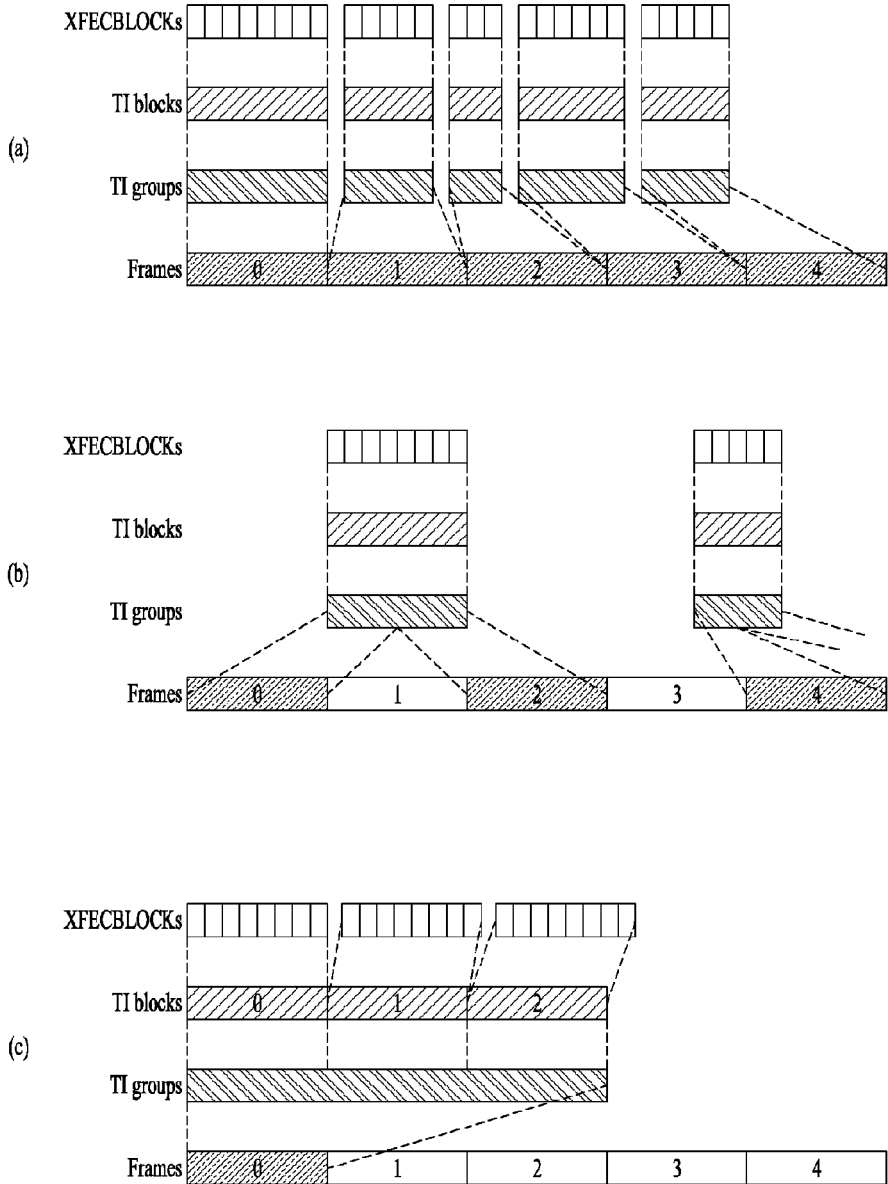 XFECBLOCKs
TI blocks
(a)
TI groups
Frames 0 1 2 3 4
XFECBLOCKs
TI blocks
(b)
TI groups
Frames 0 1 2 3 4
XFECBLOCKs
TI blocks 0 1 2
(c)
TI groups
Frames 0 1 2 3 4